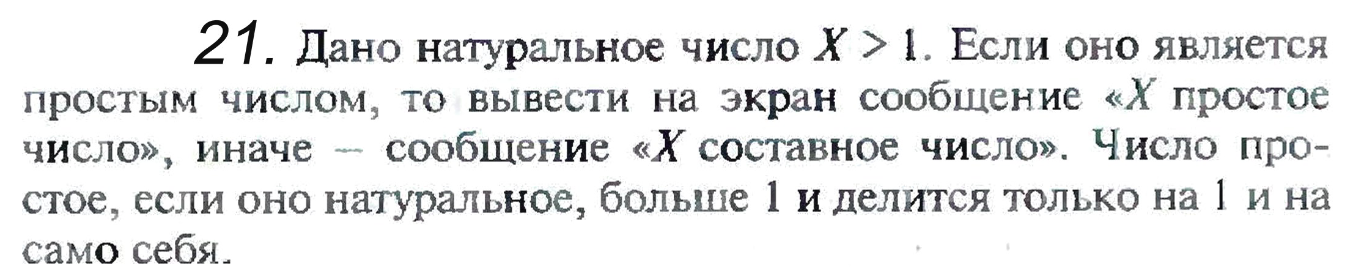 21. Дано натуральное число X > 1. Если оно является
простым числом, то вывести на экран сообщение «X простое
число», иначе – сообщение «X составное число». Число про-
стое, если оно натуральное, больше 1 и делится только на 1 и на
само себя.